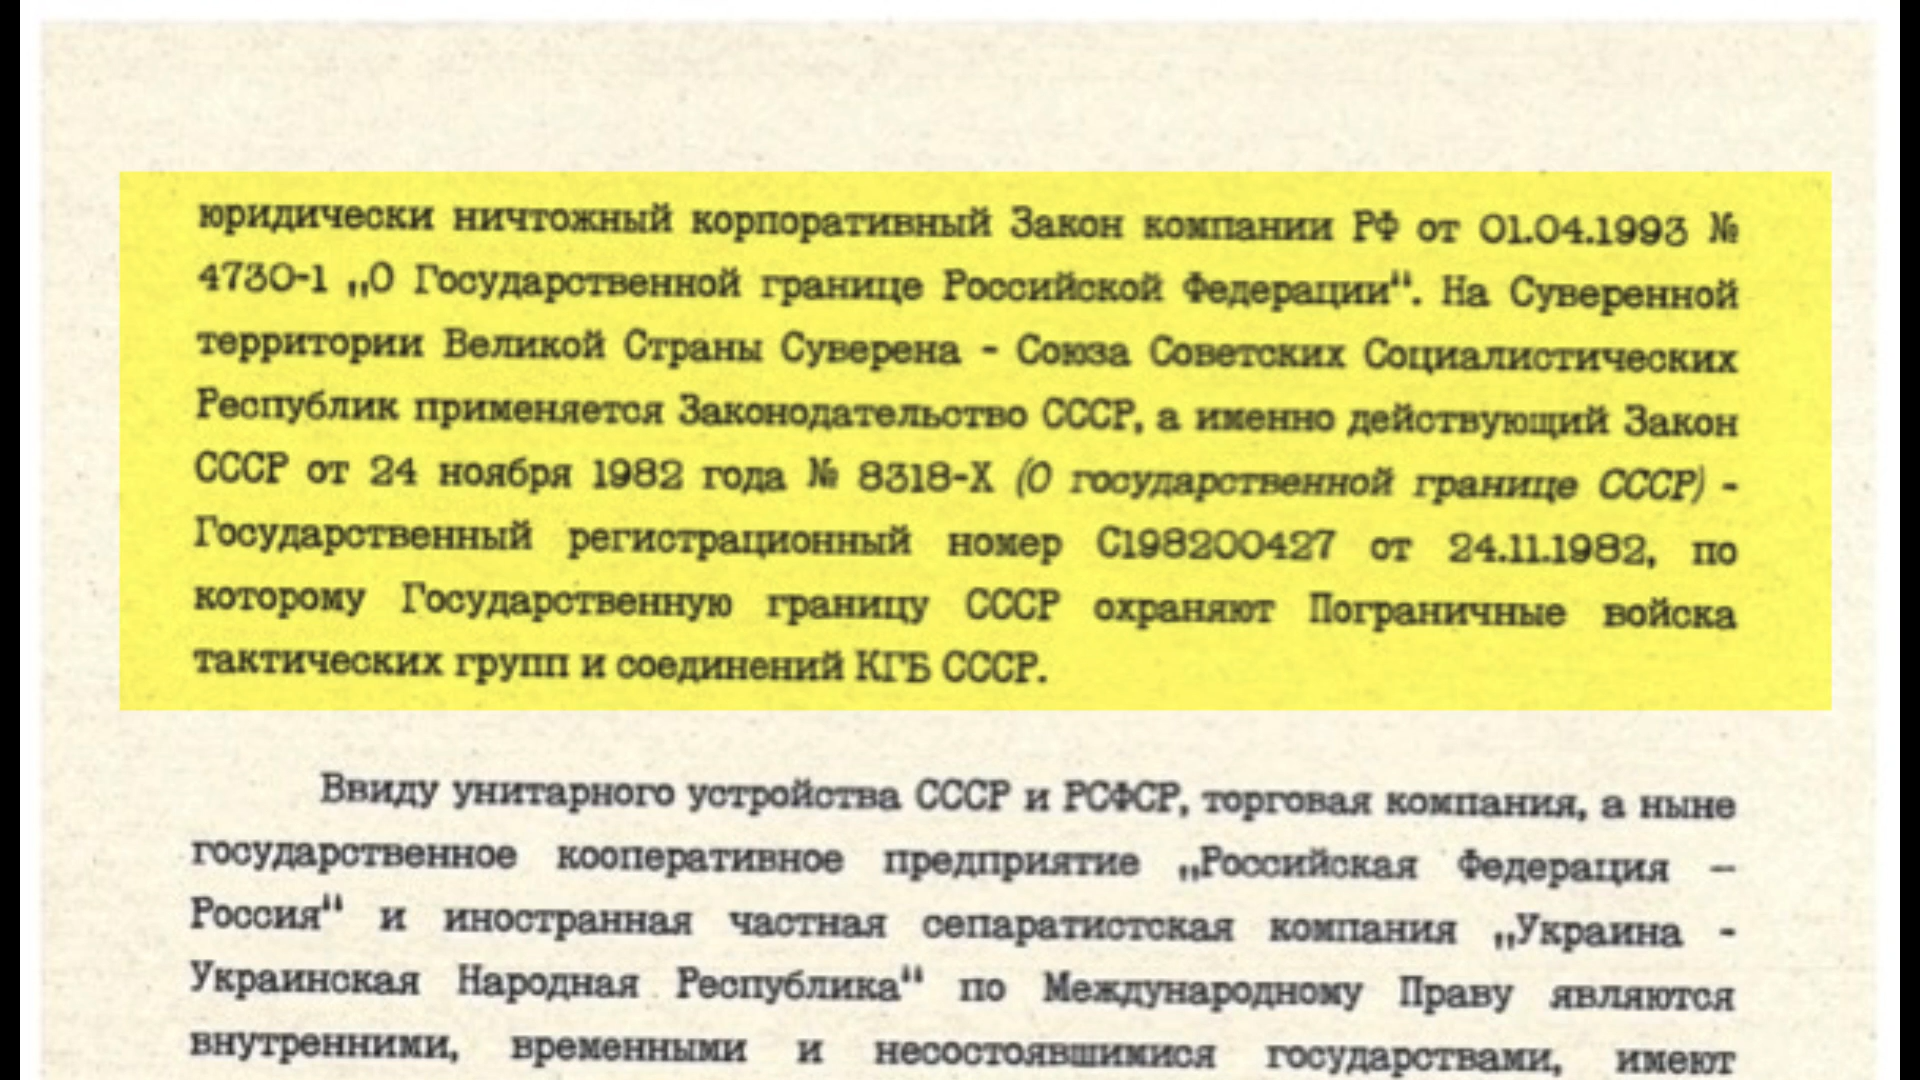 юридически ничтожный корпоративный Закон компании РФ от 01.04.1993 №
4730-1 „О Государственной границе Российской Федерации“. На Суверенной
территории Великой Страны Суверена - Союза Советских Социалистических
Республик применяется Законодательство СССР, а именно действующий Закон
СССР от 24 ноября 1982 года № 8318-X (О государственной границе СССР) -
Государственный регистрационный номер С198200427 от 24.11.1982, по
которому Государственную границу СССР охраняют Пограничные войска
тактических групп и соединений КГБ СССР.
Ввиду унитарного устройства СССР и РСФСР, торговая компания, а ныне
государственное кооперативное предприятие „Российская Федерация –
Россия“ и иностранная частная сепаратистская компания „Украина -
Украинская Народная Республика“ по Международному Праву являются
внутренними, временными и несостоявшимися государствами, имеют